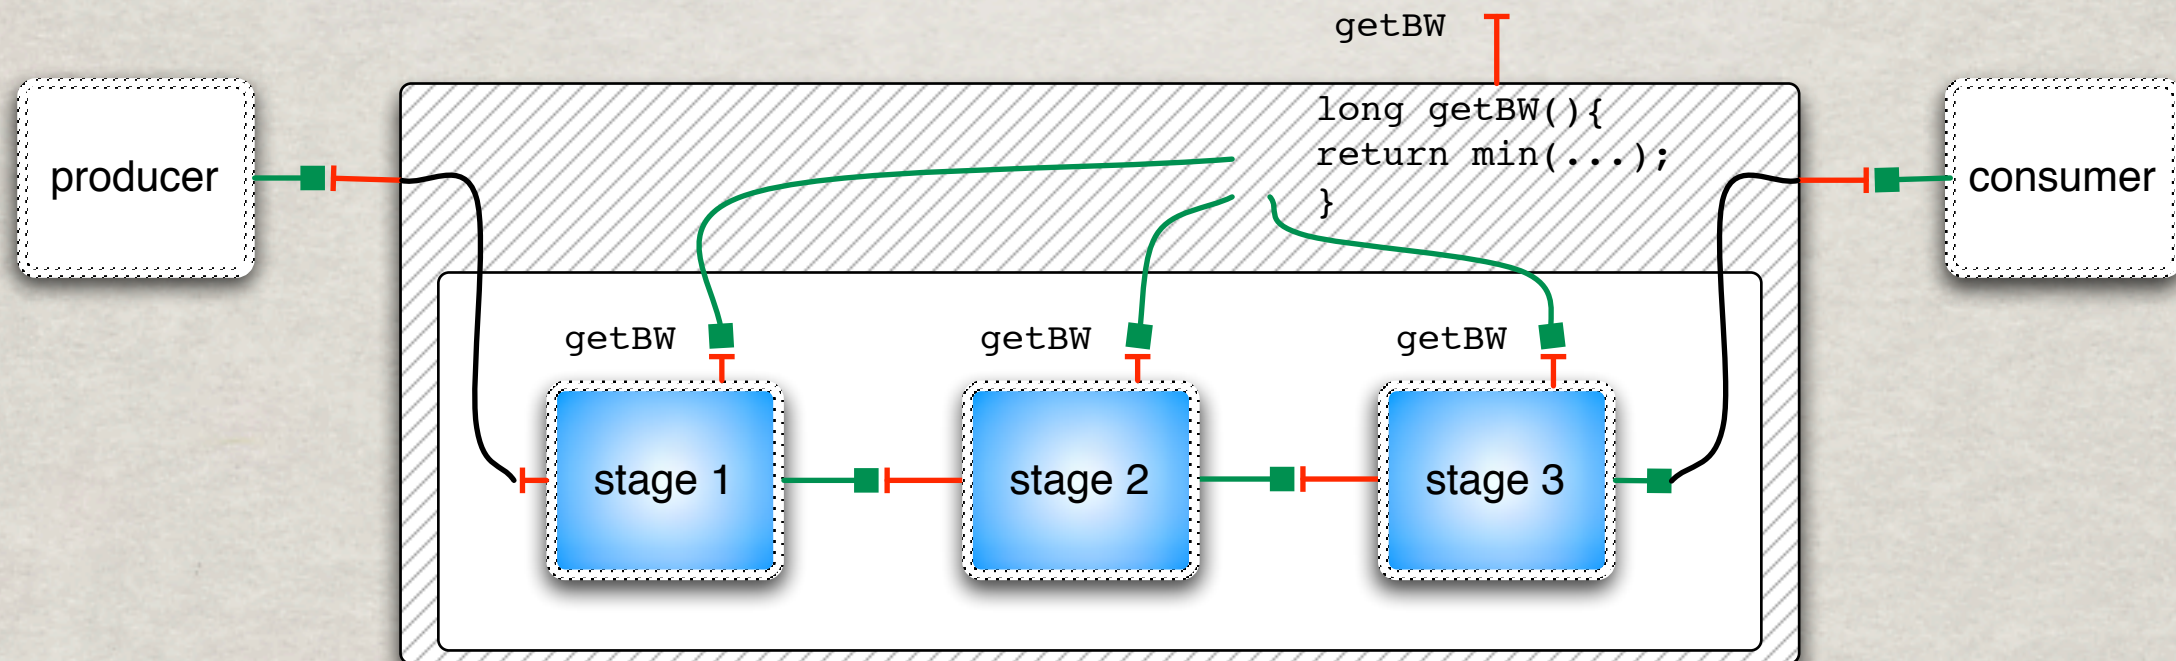 getBW
long getBW(){
return min(...);
}
producer
consumer
getBW
getBW
getBW
stage 1
stage 2
stage 3